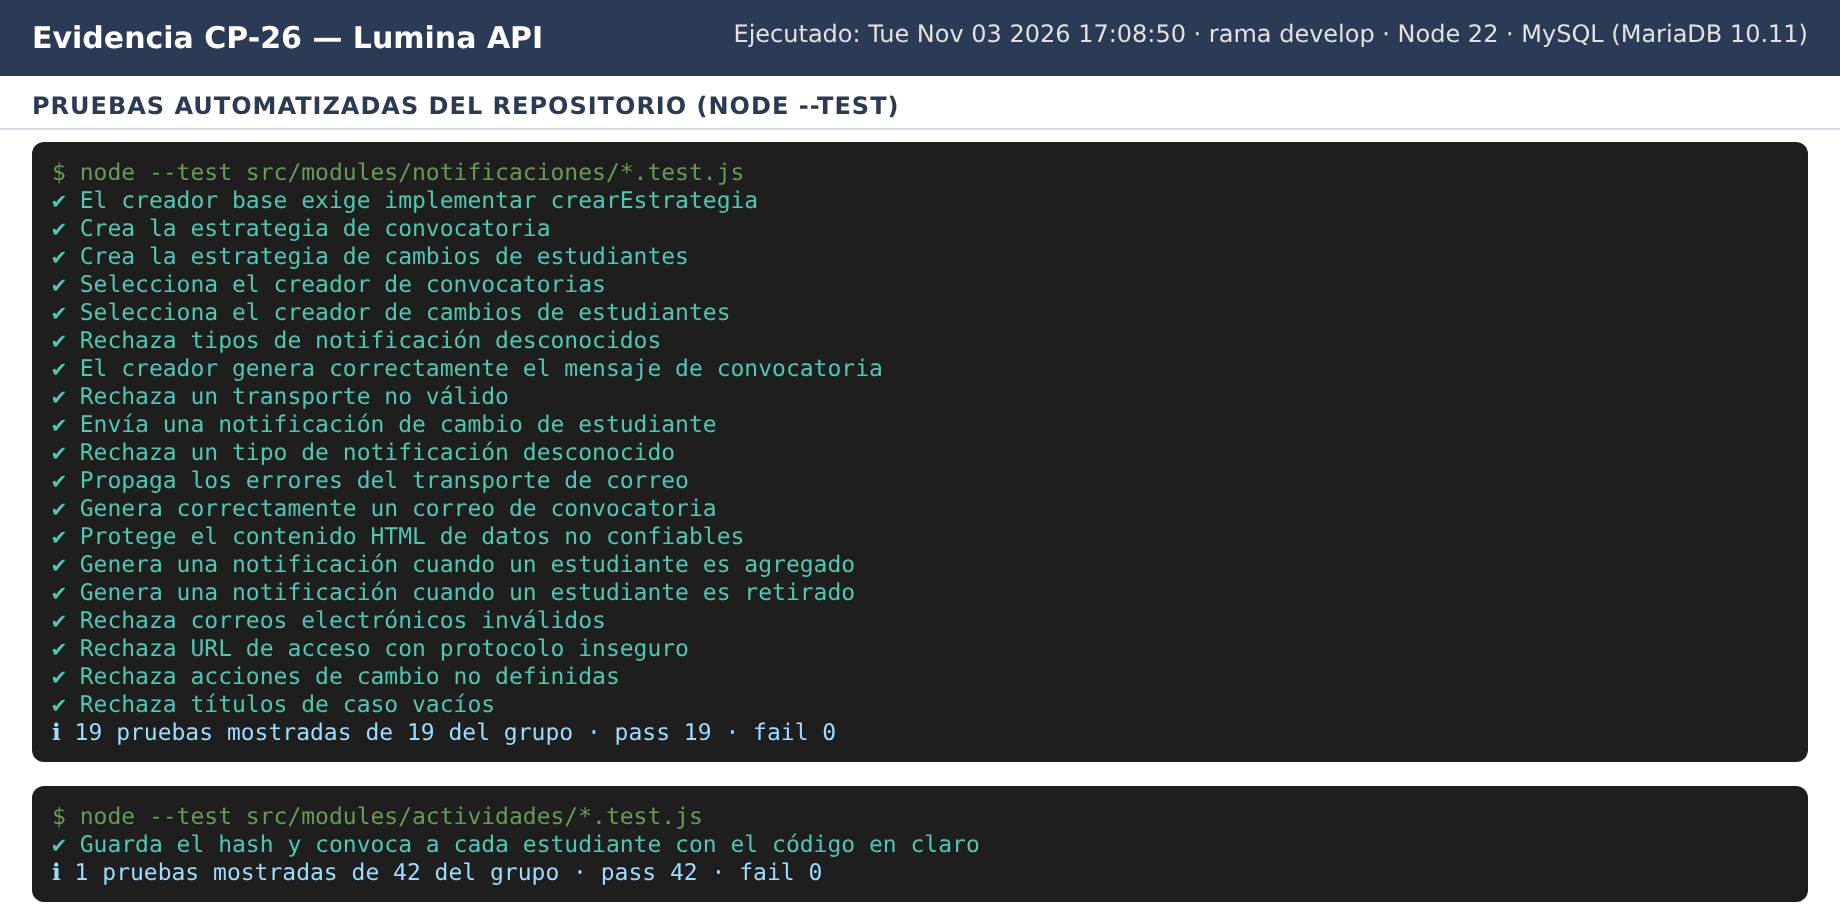 Evidencia CP-26 — Lumina API
Ejecutado: Tue Nov 03 2026 17:08:50 · rama develop · Node 22 · MySQL (MariaDB 10.11)
PRUEBAS AUTOMATIZADAS DEL REPOSITORIO (NODE --TEST)
$ node --test src/modules/notificaciones/*.test.js
✔ El creador base exige implementar crearEstrategia
✔ Crea la estrategia de convocatoria
✔ Crea la estrategia de cambios de estudiantes
✔ Selecciona el creador de convocatorias
✔ Selecciona el creador de cambios de estudiantes
✔ Rechaza tipos de notificación desconocidos
✔ El creador genera correctamente el mensaje de convocatoria
✔ Rechaza un transporte no válido
✔ Envía una notificación de cambio de estudiante
✔ Rechaza un tipo de notificación desconocido
✔ Propaga los errores del transporte de correo
✔ Genera correctamente un correo de convocatoria
✔ Protege el contenido HTML de datos no confiables
✔ Genera una notificación cuando un estudiante es agregado
✔ Genera una notificación cuando un estudiante es retirado
✔ Rechaza correos electrónicos inválidos
✔ Rechaza URL de acceso con protocolo inseguro
✔ Rechaza acciones de cambio no definidas
✔ Rechaza títulos de caso vacíos
ℹ 19 pruebas mostradas de 19 del grupo · pass 19 · fail 0
$ node --test src/modules/actividades/*.test.js
✔ Guarda el hash y convoca a cada estudiante con el código en claro
ℹ 1 pruebas mostradas de 42 del grupo · pass 42 · fail 0